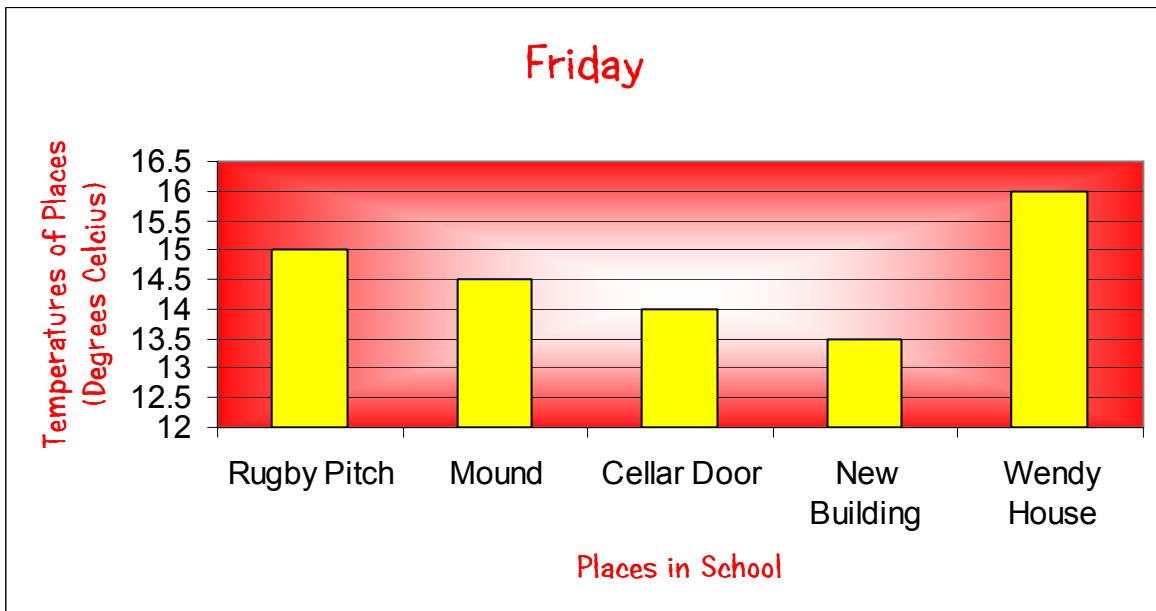 Friday
Temperatures of Places
(Degrees Celcius)
16.5
16
15.5
15
14.5
14
13.5
13
12.5
12
Rugby Pitch
Mound
Cellar Door
New
Building
Wendy
House
Places in School